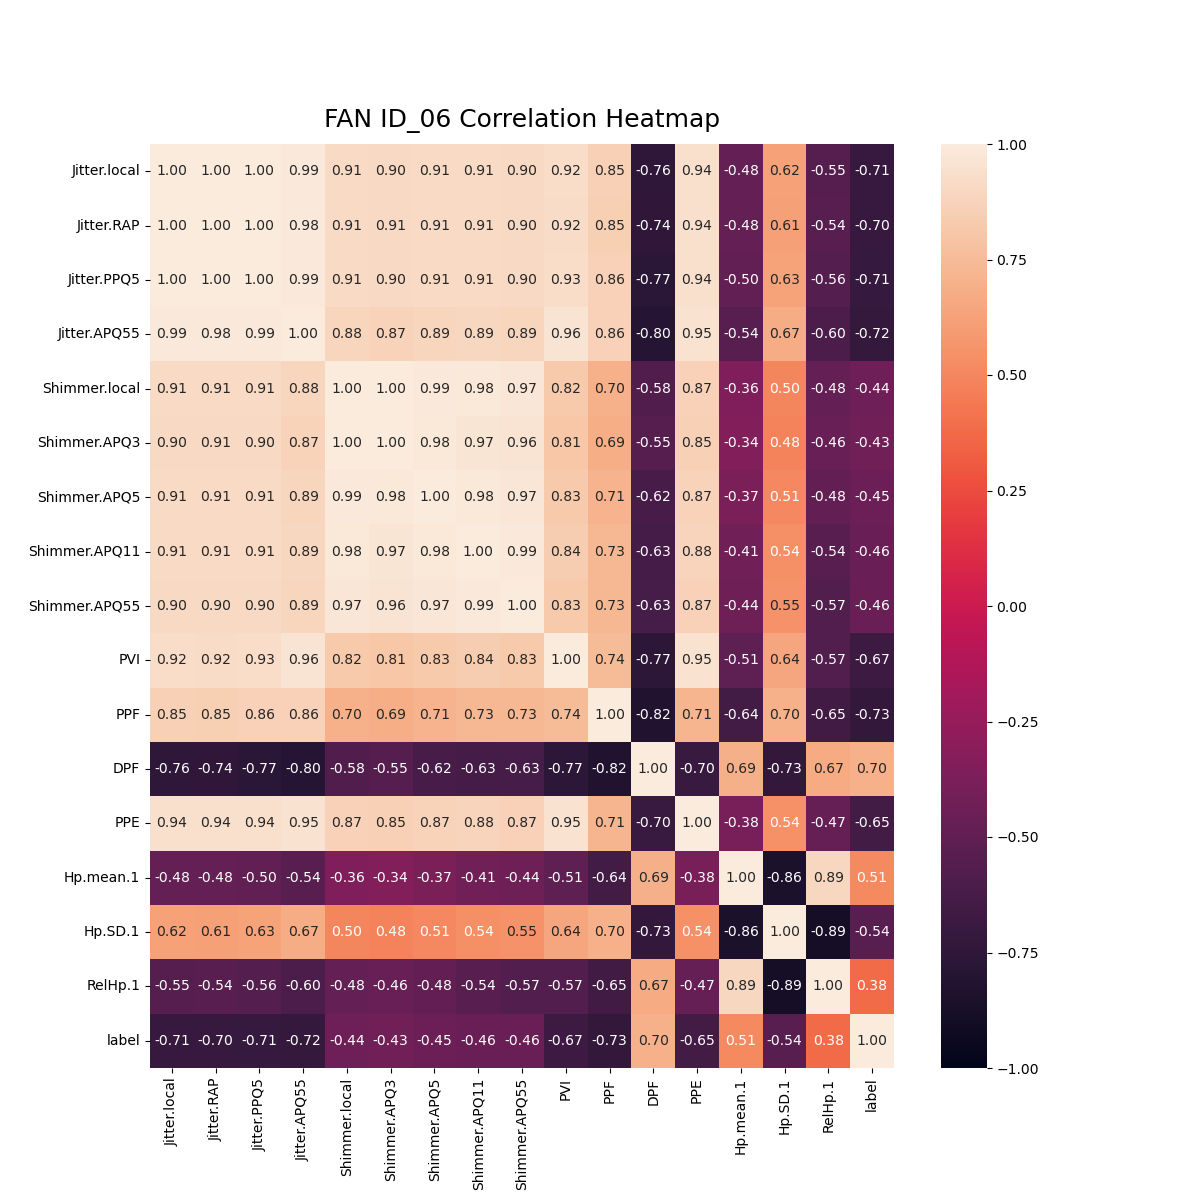 FAN ID_06 Correlation Heatmap
Jitter.local 1.00 1.00 1.00 0.99 0.91 0.90 0.91 0.91 0.90 0.92 0.85 -0.76 0.94 -0.48 0.62 -0.55 -0.71
Jitter.RAP 1.00 1.00 1.00 0.98 0.91 0.91 0.91 0.91 0.90 0.92 0.85 -0.74 0.94 -0.48 0.61 -0.54 -0.70
Jitter.PPQ5 1.00 1.00 1.00 0.99 0.91 0.90 0.91 0.91 0.90 0.93 0.86 -0.77 0.94 -0.50 0.63 -0.56 -0.71
Jitter.APQ55 0.99 0.98 0.99 1.00 0.88 0.87 0.89 0.89 0.89 0.96 0.86 -0.80 0.95 -0.54 0.67 -0.60 -0.72
Shimmer.local 0.91 0.91 0.91 0.88 1.00 1.00 0.99 0.98 0.97 0.82 0.70 -0.58 0.87 -0.36 0.50 -0.48 -0.44
Shimmer.APQ3 0.90 0.91 0.90 0.87 1.00 1.00 0.98 0.97 0.96 0.81 0.69 -0.55 0.85 -0.34 0.48 -0.46 -0.43
Shimmer.APQ5 0.91 0.91 0.91 0.89 0.99 0.98 1.00 0.98 0.97 0.83 0.71 -0.62 0.87 -0.37 0.51 -0.48 -0.45
Shimmer.APQ11 0.91 0.91 0.91 0.89 0.98 0.97 0.98 1.00 0.99 0.84 0.73 -0.63 0.88 -0.41 0.54 -0.54 -0.46
Shimmer.APQ55 0.90 0.90 0.90 0.89 0.97 0.96 0.97 0.99 1.00 0.83 0.73 -0.63 0.87 -0.44 0.55 -0.57 -0.46
PVI 0.92 0.92 0.93 0.96 0.82 0.81 0.83 0.84 0.83 1.00 0.74 -0.77 0.95 -0.51 0.64 -0.57 -0.67
PPF 0.85 0.85 0.86 0.86 0.70 0.69 0.71 0.73 0.73 0.74 1.00 -0.82 0.71 -0.64 0.70 -0.65 -0.73
DPF -0.76 -0.74 -0.77 -0.80 -0.58 -0.55 -0.62 -0.63 -0.63 -0.77 -0.82 1.00 -0.70 0.69 -0.73 0.67 0.70
PPE 0.94 0.94 0.94 0.95 0.87 0.85 0.87 0.88 0.87 0.95 0.71 -0.70 1.00 -0.38 0.54 -0.47 -0.65
Hp.mean.1 -0.48 -0.48 -0.50 -0.54 -0.36 -0.34 -0.37 -0.41 -0.44 -0.51 -0.64 0.69 -0.38 1.00 -0.86 0.89 0.51
Hp.SD.1 0.62 0.61 0.63 0.67 0.50 0.48 0.51 0.54 0.55 0.64 0.70 -0.73 0.54 -0.86 1.00 -0.89 -0.54
RelHp.1 -0.55 -0.54 -0.56 -0.60 -0.48 -0.46 -0.48 -0.54 -0.57 -0.57 -0.65 0.67 -0.47 0.89 -0.89 1.00 0.38
label -0.71 -0.70 -0.71 -0.72 -0.44 -0.43 -0.45 -0.46 -0.46 -0.67 -0.73 0.70 -0.65 0.51 -0.54 0.38 1.00
Jitter.local
Jitter.RAP
Jitter.PPQ5
Jitter.APQ55
Shimmer.local
Shimmer.APQ3
Shimmer.APQ5
Shimmer.APQ11
Shimmer.APQ55
PVI
PPF
DPF
PPE
Hp.mean.1
Hp.SD.1
RelHp.1
label
1.00
0.75
0.50
0.25
0.00
−0.25
−0.50
−0.75
−1.00